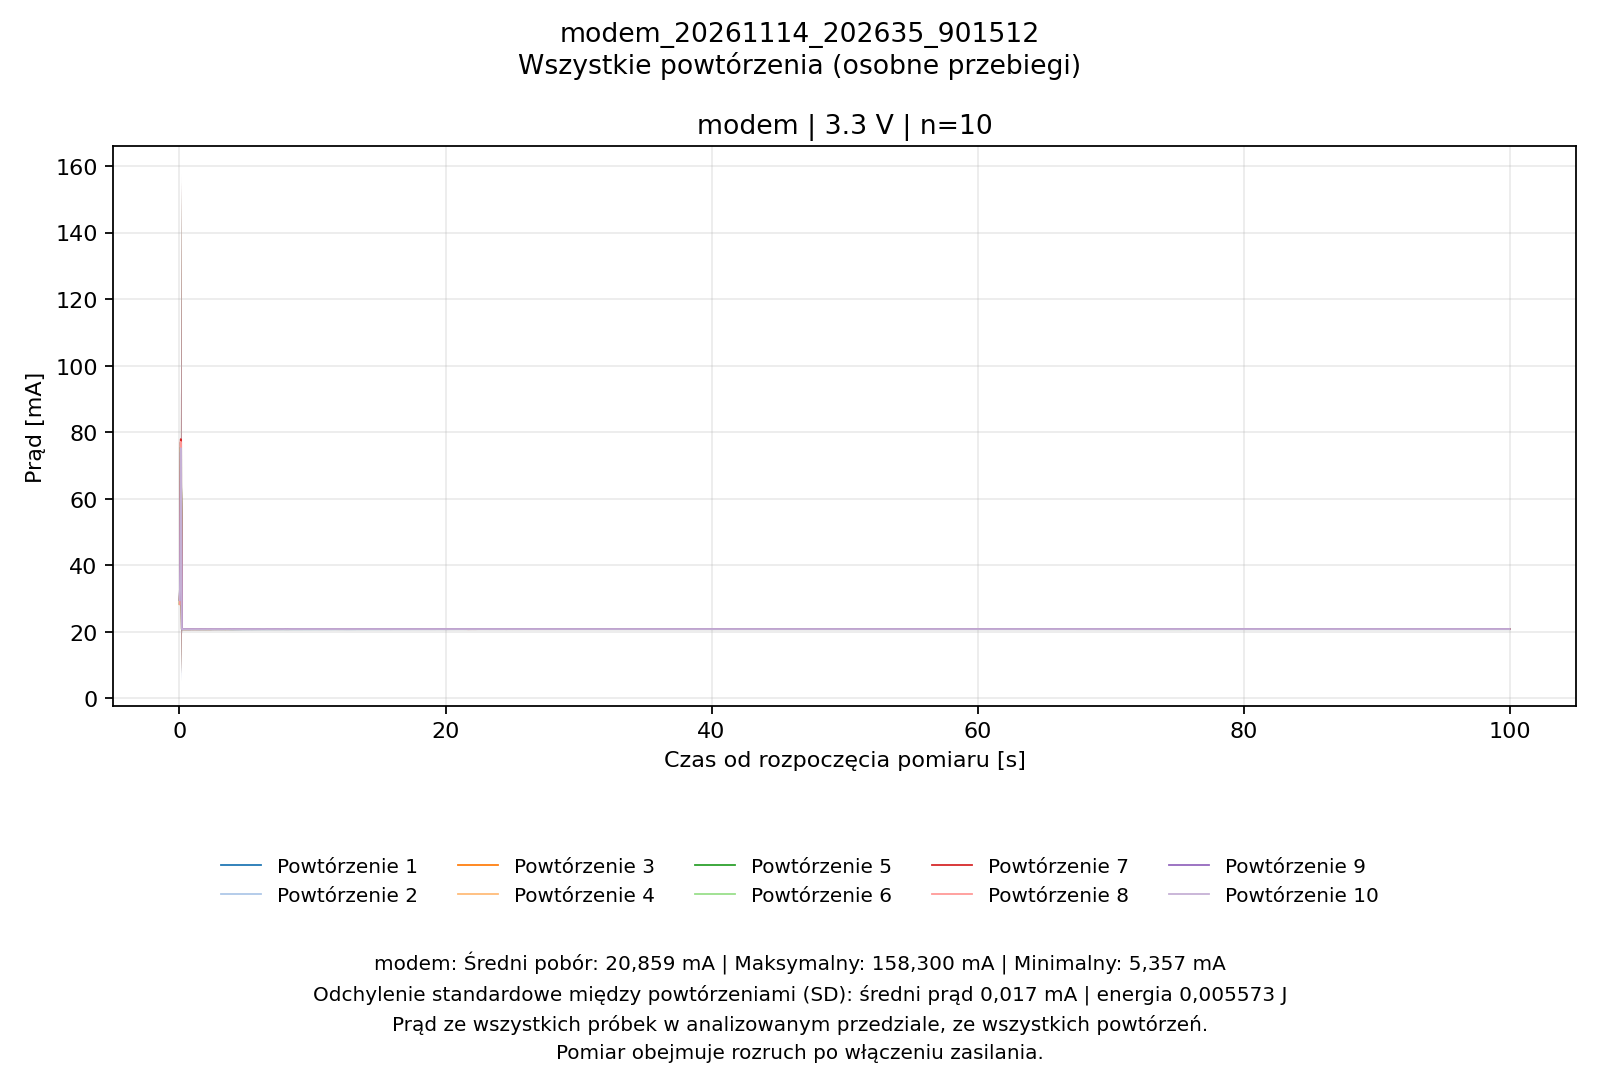 modem_20261114_202635_901512
Wszystkie powtórzenia (osobne przebiegi)
modem | 3.3 V | n=10
160
140
120
100
80
60
40
20
0
Prąd [mA]
0 20 40 60 80 100
Czas od rozpoczęcia pomiaru [s]
Powtórzenie 1 Powtórzenie 3 Powtórzenie 5 Powtórzenie 7 Powtórzenie 9
Powtórzenie 2 Powtórzenie 4 Powtórzenie 6 Powtórzenie 8 Powtórzenie 10
modem: Średni pobór: 20,859 mA | Maksymalny: 158,300 mA | Minimalny: 5,357 mA
Odchylenie standardowe między powtórzeniami (SD): średni prąd 0,017 mA | energia 0,005573 J
Prąd ze wszystkich próbek w analizowanym przedziale, ze wszystkich powtórzeń.
Pomiar obejmuje rozruch po włączeniu zasilania.